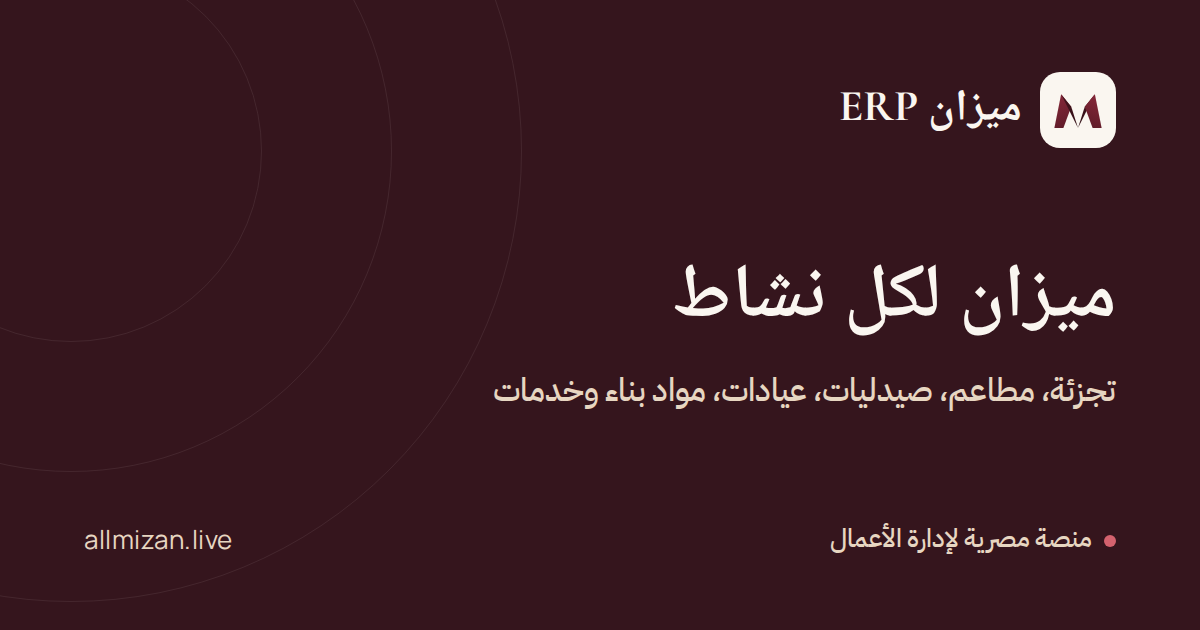 ميزان ERP
ميزان لكل نشاط
تجزئة، مطاعم، صيدليات، عيادات، مواد بناء وخدمات
منصة مصرية لإدارة الأعمال
allmizan.live